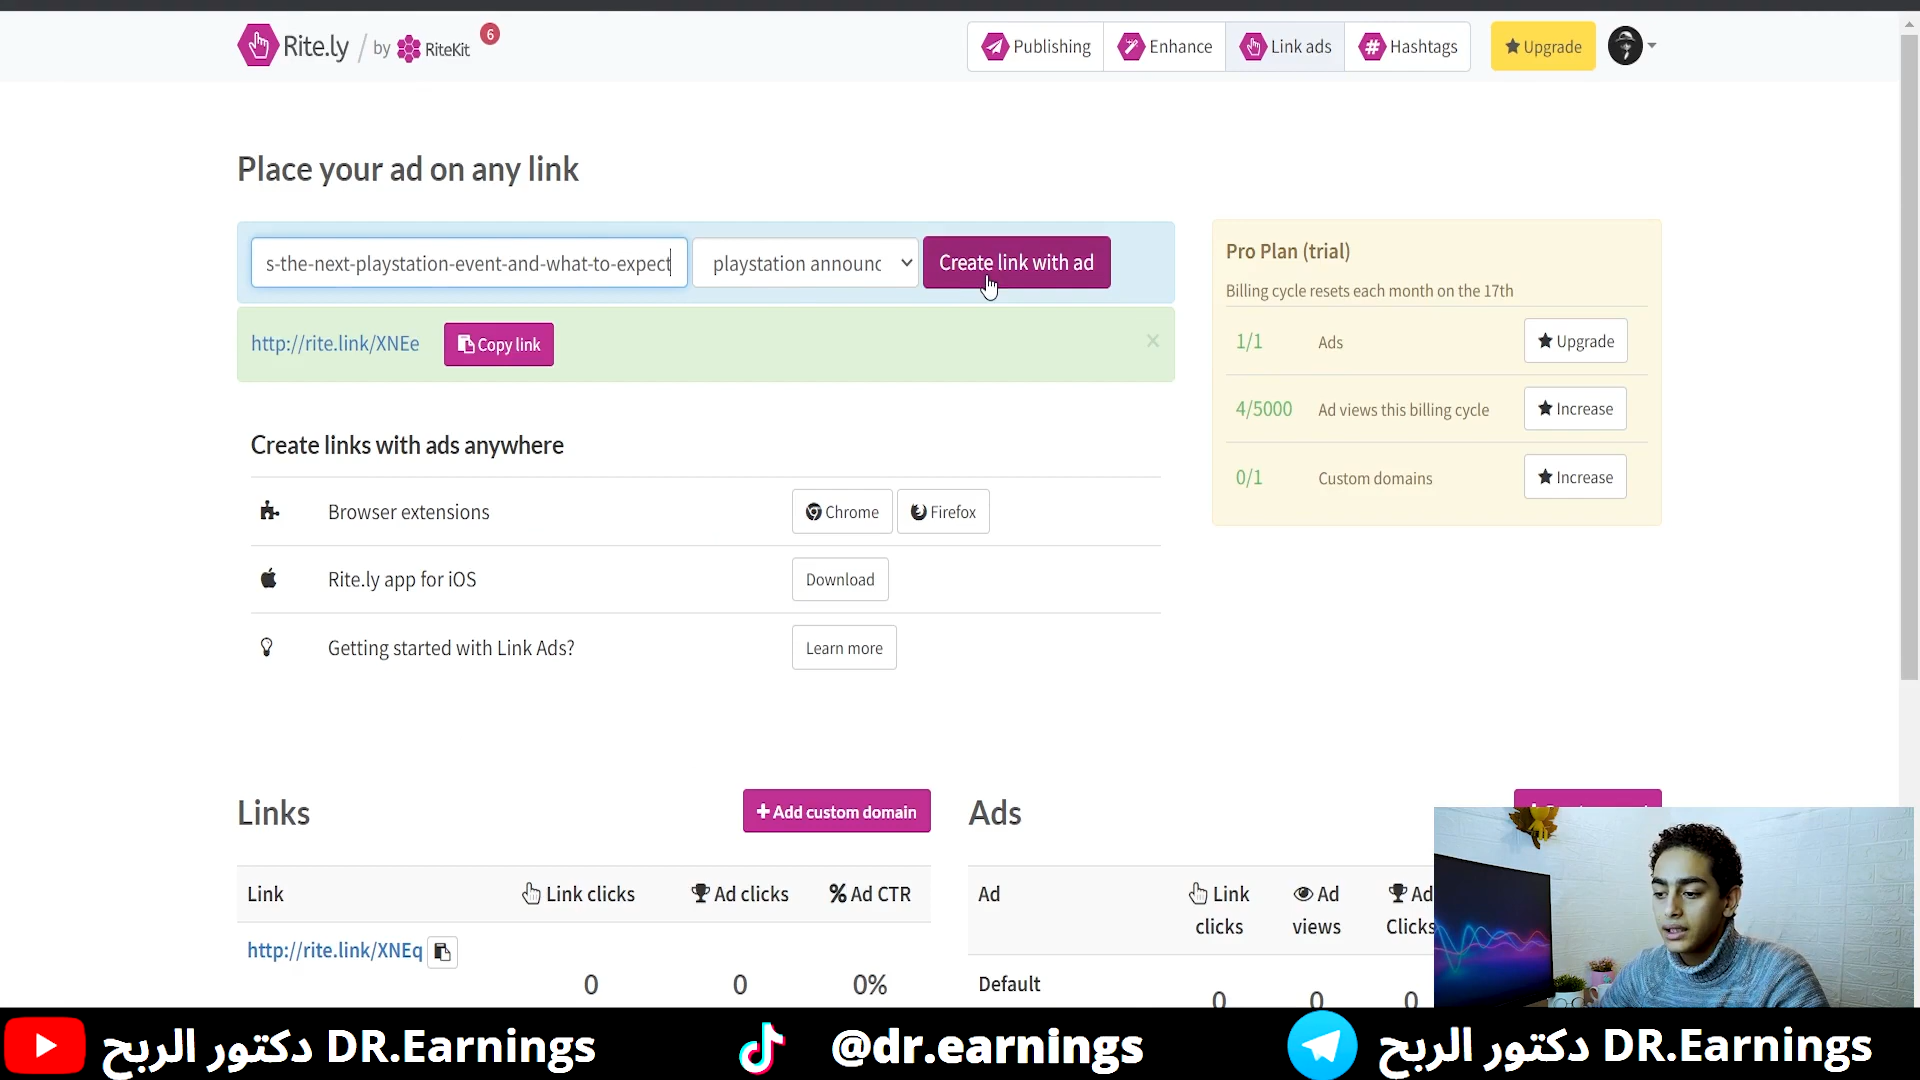 Rite.ly / by RiteKit 6
Publishing
Enhance
Link ads
Hashtags
Upgrade
Place your ad on any link
s-the-next-playstation-event-and-what-to-expect
playstation announc
Create link with ad
http://rite.link/XNEe
Copy link
Pro Plan (trial)
Billing cycle resets each month on the 17th
1/1 Ads Upgrade
4/5000 Ad views this billing cycle Increase
0/1 Custom domains Increase
Create links with ads anywhere
Browser extensions Chrome Firefox
Rite.ly app for iOS Download
Getting started with Link Ads? Learn more
Links
Add custom domain
Link Link clicks Ad clicks Ad CTR
http://rite.link/XNEq
0 0 0%
Ads
Ad Link clicks Ad views Ad Clicks
Default
0 0 0
دكتور الربح DR.Earnings
@dr.earnings
دكتور الربح DR.Earnings